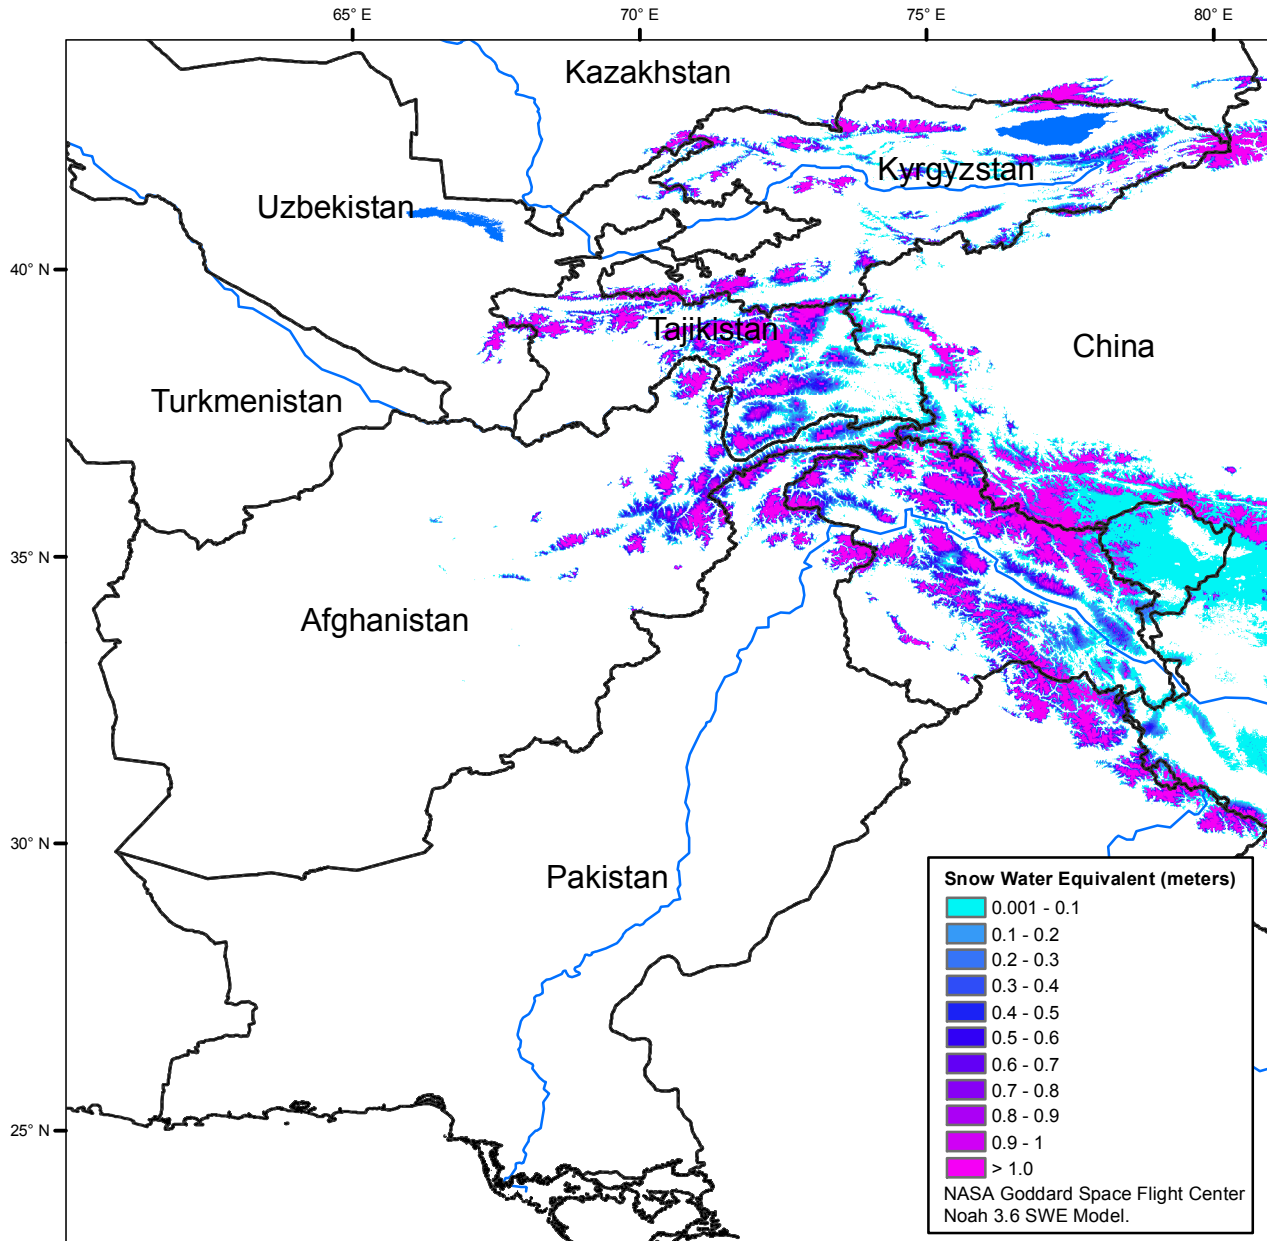 65° E 70° E 75° E 80° E
Kazakhstan
Kyrgyzstan
Uzbekistan
40° N
Tajikistan
China
Turkmenistan
35° N
Afghanistan
30° N
Pakistan
25° N
Snow Water Equivalent (meters)
0.001 - 0.1
0.1 - 0.2
0.2 - 0.3
0.3 - 0.4
0.4 - 0.5
0.5 - 0.6
0.6 - 0.7
0.7 - 0.8
0.8 - 0.9
0.9 - 1
> 1.0
NASA Goddard Space Flight Center
Noah 3.6 SWE Model.